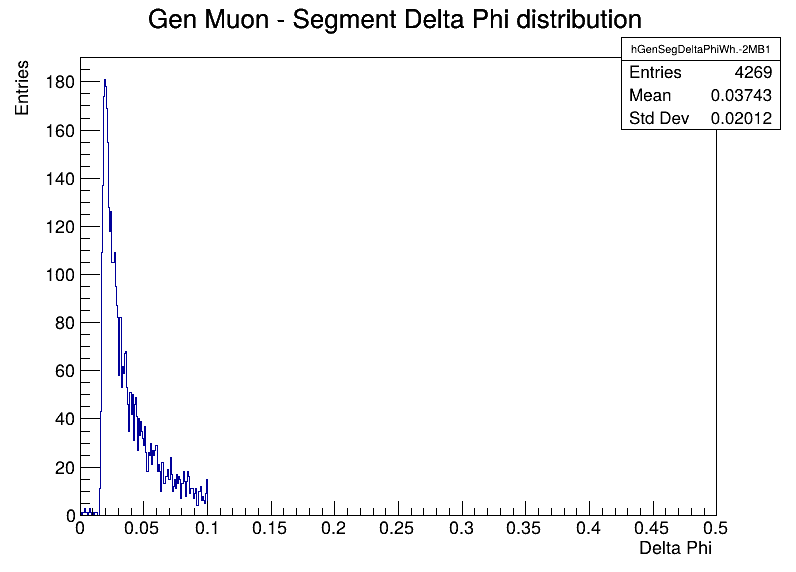 Gen Muon - Segment Delta Phi distribution
hGenSegDeltaPhiWh.-2MB1
Entries 4269
Mean 0.03743
Std Dev 0.02012
Entries
180
160
140
120
100
80
60
40
20
0
0 0.05 0.1 0.15 0.2 0.25 0.3 0.35 0.4 0.45 0.5
Delta Phi